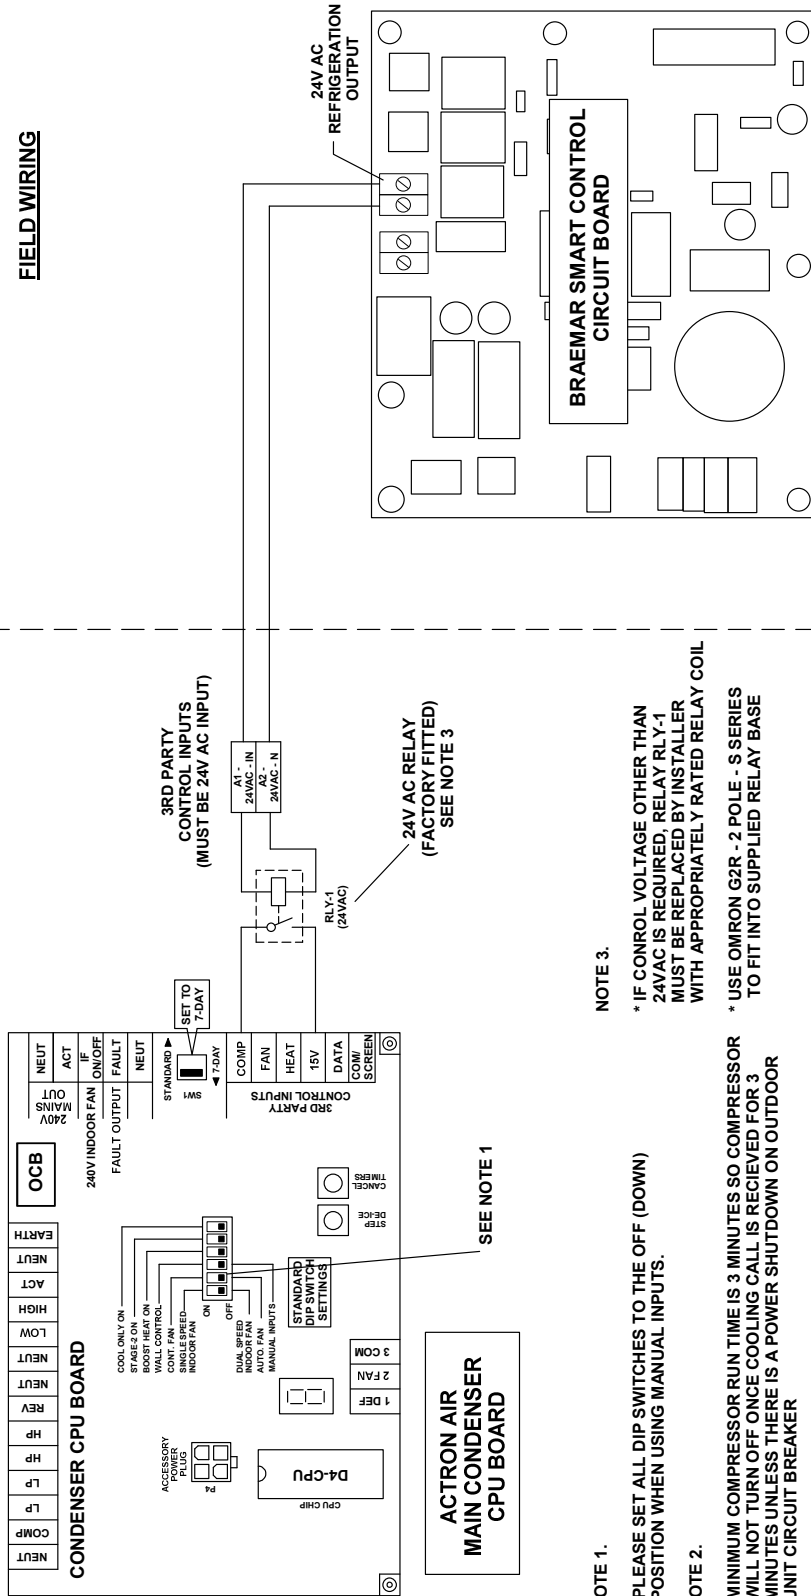 FIELD WIRING
24V AC
REFRIGERATION
OUTPUT
BRAEMAR SMART CONTROL
CIRCUIT BOARD
3RD PARTY
CONTROL INPUTS
(MUST BE 24V AC INPUT)
A1 -
24VAC - IN
A2 -
24VAC - N
RLY-1
(24VAC)
24V AC RELAY
(FACTORY FITTED)
SEE NOTE 3
NEUT
COMP
LP
LP
HP
HP
REV
NEUT
NEUT
LOW
HIGH
ACT
NEUT
EARTH
CONDENSER CPU BOARD
OCB
240V
MAINS
OUT
NEUT
ACT
240V INDOOR FAN
IF
ON/OFF
FAULT OUTPUT
FAULT
NEUT
STANDARD
SW1
7-DAY
SET TO
7-DAY
3RD PARTY
CONTROL INPUTS
COMP
FAN
HEAT
15V
DATA
COM/
SCREEN
ACCESSORY
POWER
PLUG
P4
COOL ONLY ON
STAGE-2 ON
BOOST HEAT ON
WALL CONTROL
CONT. FAN
SINGLE SPEED
INDOOR FAN
ON
OFF
DUAL SPEED
INDOOR FAN
AUTO. FAN
MANUAL INPUTS
STANDARD
DIP SWITCH
SETTINGS
STEP
DE-ICE
CANCEL
TIMERS
CPU CHIP
D4-CPU
1 DEF
2 FAN
3 COM
SEE NOTE 1
ACTRON AIR
MAIN CONDENSER
CPU BOARD
OTE 1.
PLEASE SET ALL DIP SWITCHES TO THE OFF (DOWN)
POSITION WHEN USING MANUAL INPUTS.
OTE 2.
MINIMUM COMPRESSOR RUN TIME IS 3 MINUTES SO COMPRESSOR
WILL NOT TURN OFF ONCE COOLING CALL IS RECIEVED FOR 3
MINUTES UNLESS THERE IS A POWER SHUTDOWN ON OUTDOOR
UNIT CIRCUIT BREAKER
NOTE 3.
* IF CONROL VOLTAGE OTHER THAN
24VAC IS REQUIRED, RELAY RLY-1
MUST BE REPLACED BY INSTALLER
WITH APPROPRIATELY RATED RELAY COIL
* USE OMRON G2R - 2 POLE - S SERIES
TO FIT INTO SUPPLIED RELAY BASE